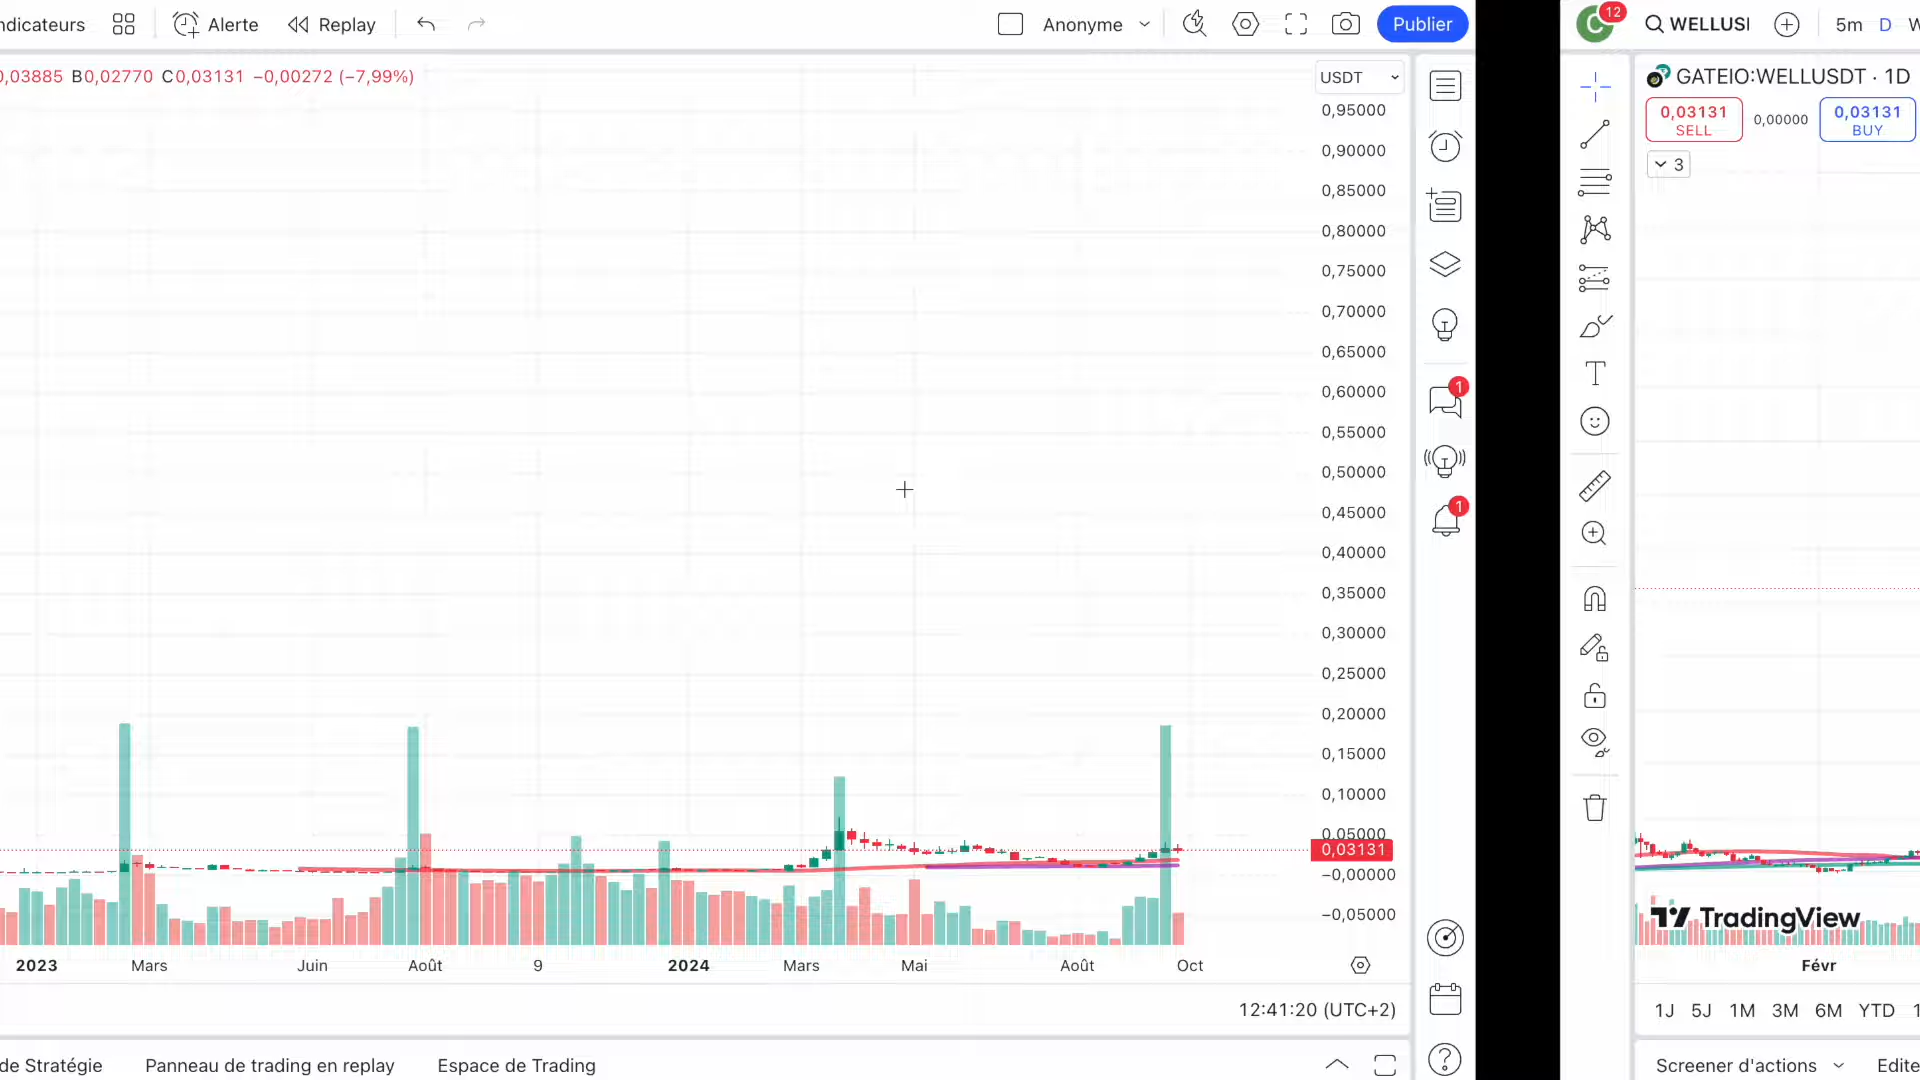 ndicateurs
Alerte
Replay
Anonyme
Publier
0,03885 B0,02770 C0,03131 −0,00272 (−7,99%)
USDT
0,95000
0,90000
0,85000
0,80000
0,75000
0,70000
0,65000
0,60000
0,55000
0,50000
0,45000
0,40000
0,35000
0,30000
0,25000
0,20000
0,15000
0,10000
0,05000
0,03131
−0,00000
−0,05000
2023 Mars Juin Août 9 2024 Mars Mai Août Oct
12:41:20 (UTC+2)
de Stratégie
Panneau de trading en replay
Espace de Trading
1
1
C
12
WELLUSI
5m
D
W
GATEIO:WELLUSDT · 1D
0,03131
SELL
0,00000
0,03131
BUY
3
TradingView
Févr
1J 5J 1M 3M 6M YTD 1
Screener d'actions
Edite